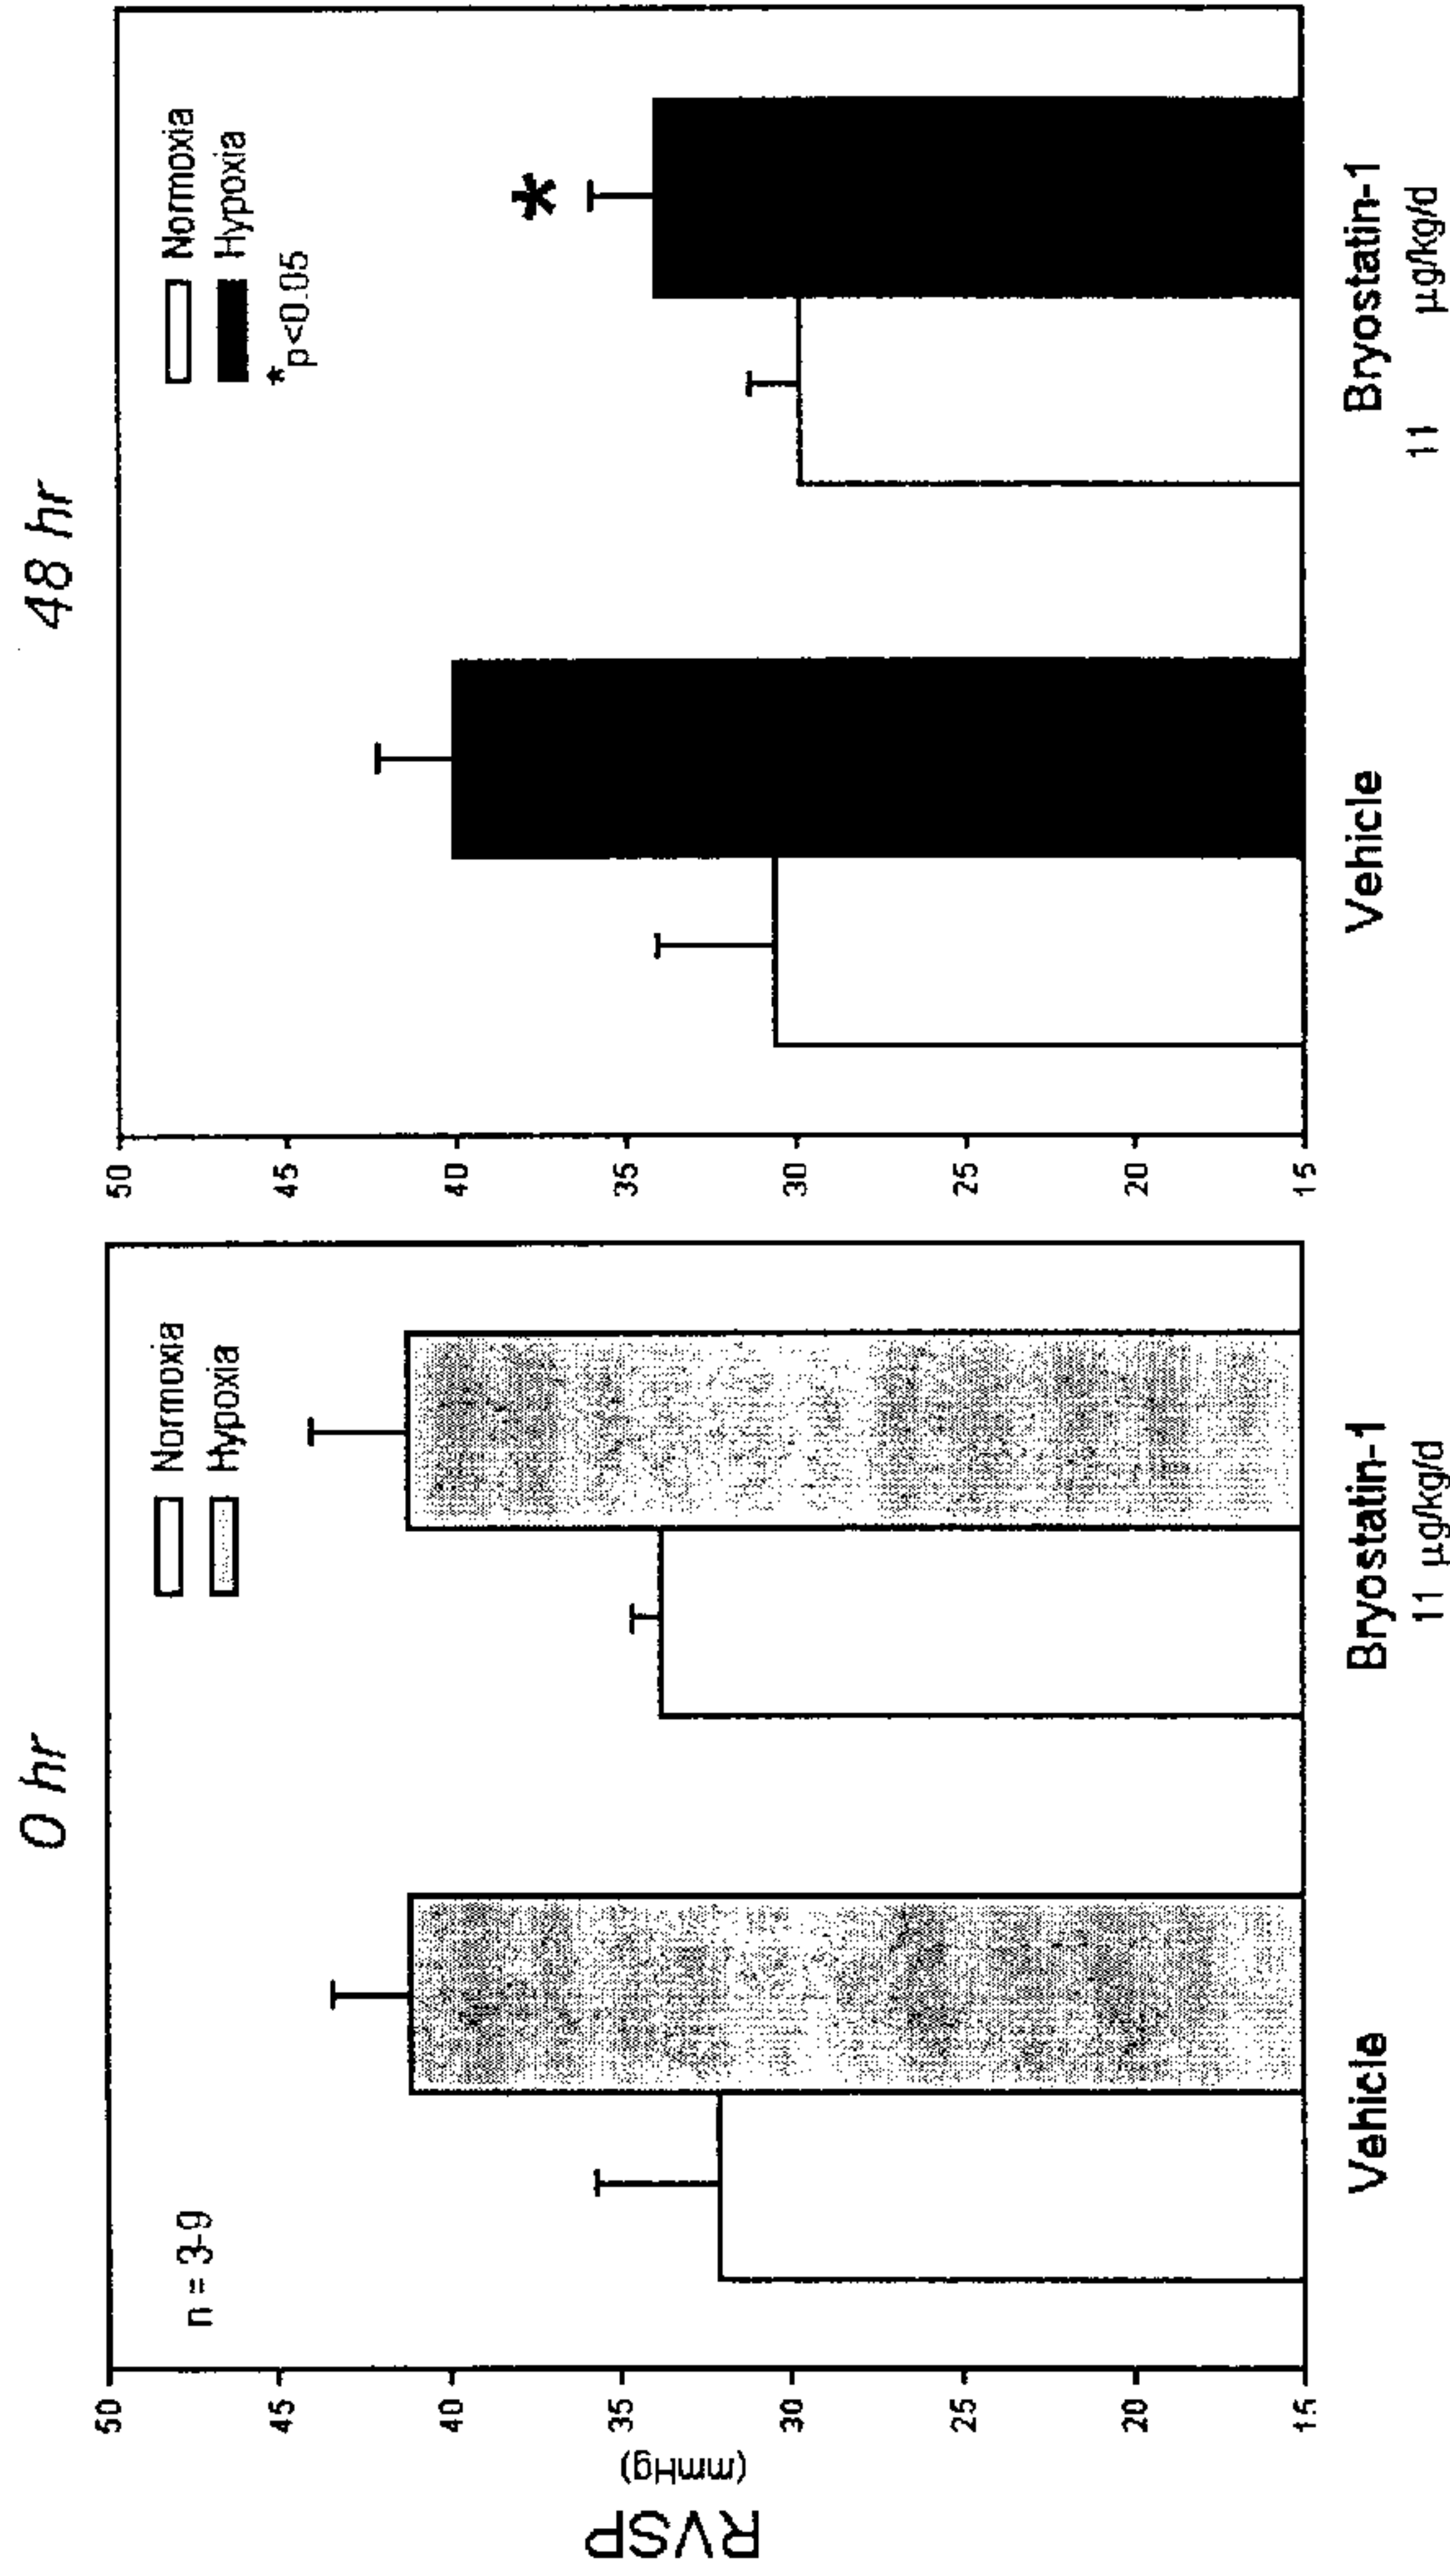 0 hr
n = 3-9
Normoxia
Hypoxia
RVSP
(mmHg)
50
45
40
35
30
25
20
15
Vehicle
Bryostatin-1
11 µg/kg/d
48 hr
Normoxia
Hypoxia
*p<0.05
*
50
45
40
35
30
25
20
15
Vehicle
Bryostatin-1
11 µg/kg/d